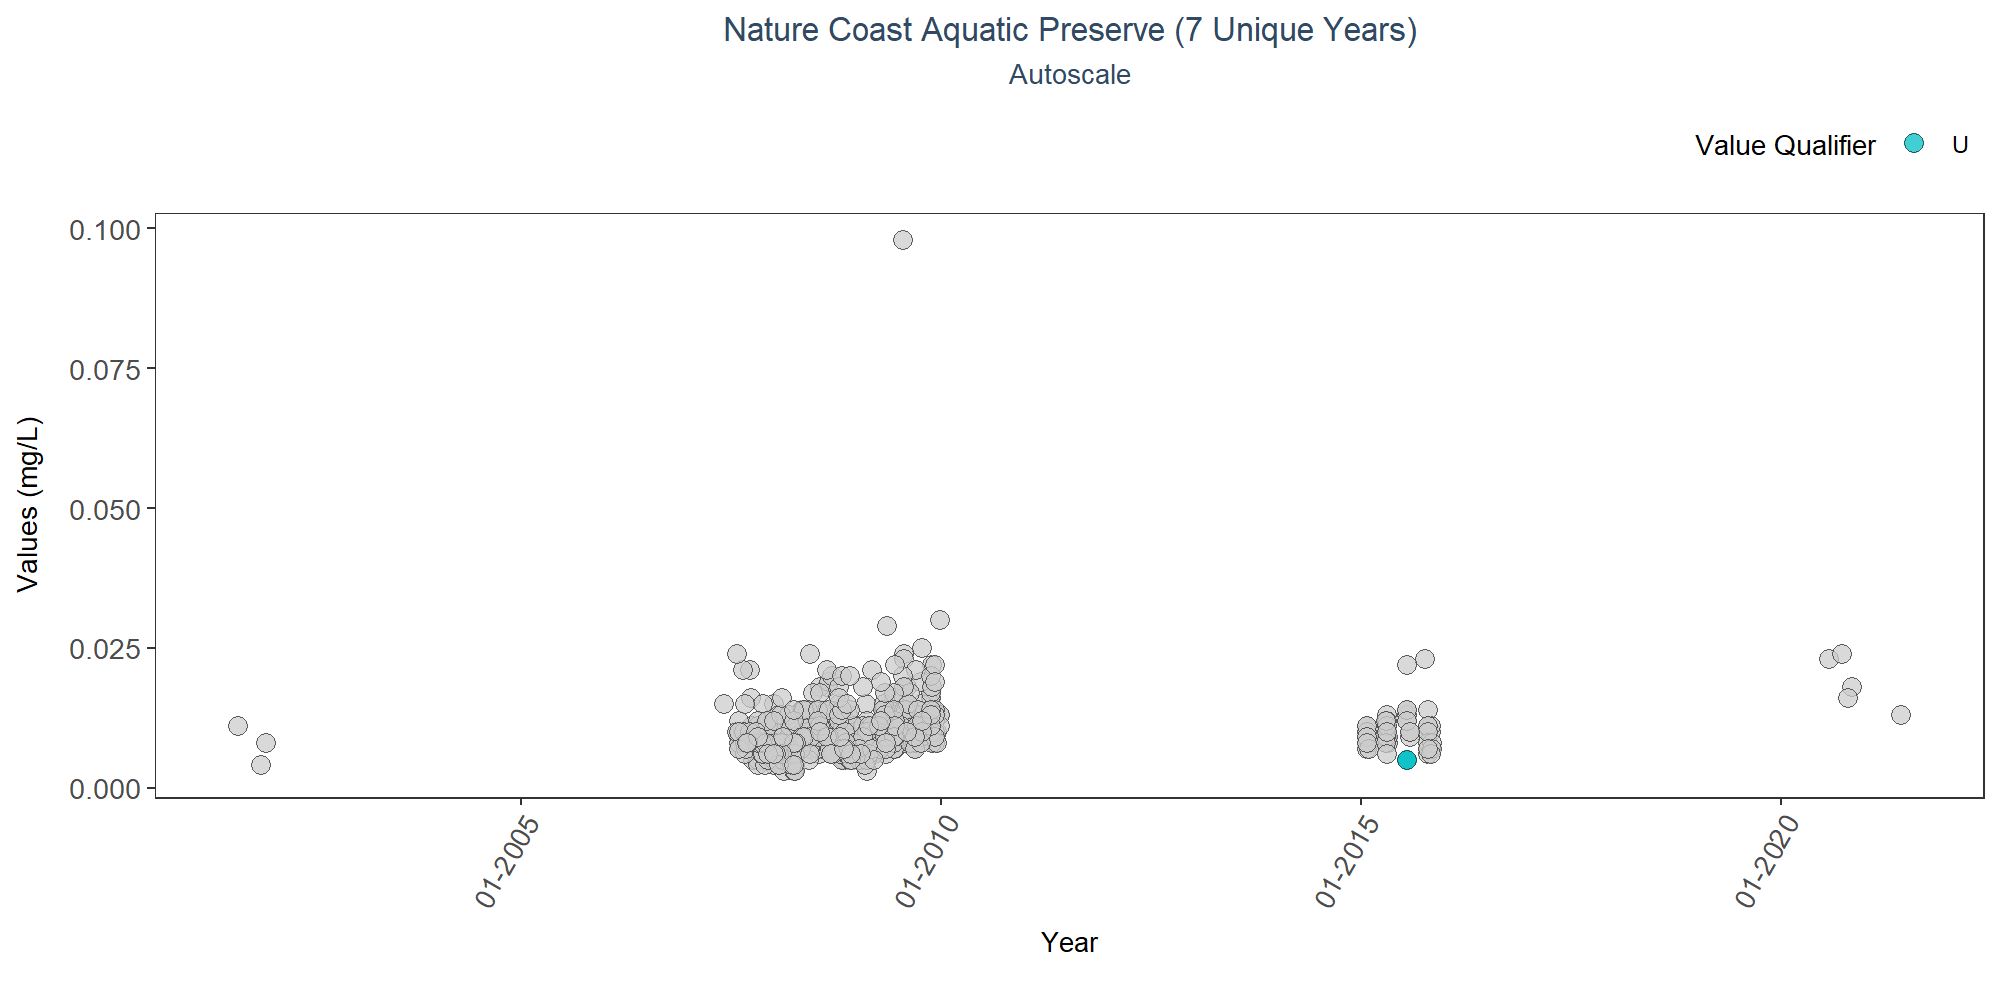 Nature Coast Aquatic Preserve (7 Unique Years)
Autoscale
Value Qualifier U
Values (mg/L)
0.100
0.075
0.050
0.025
0.000
01-2005
01-2010
01-2015
01-2020
Year